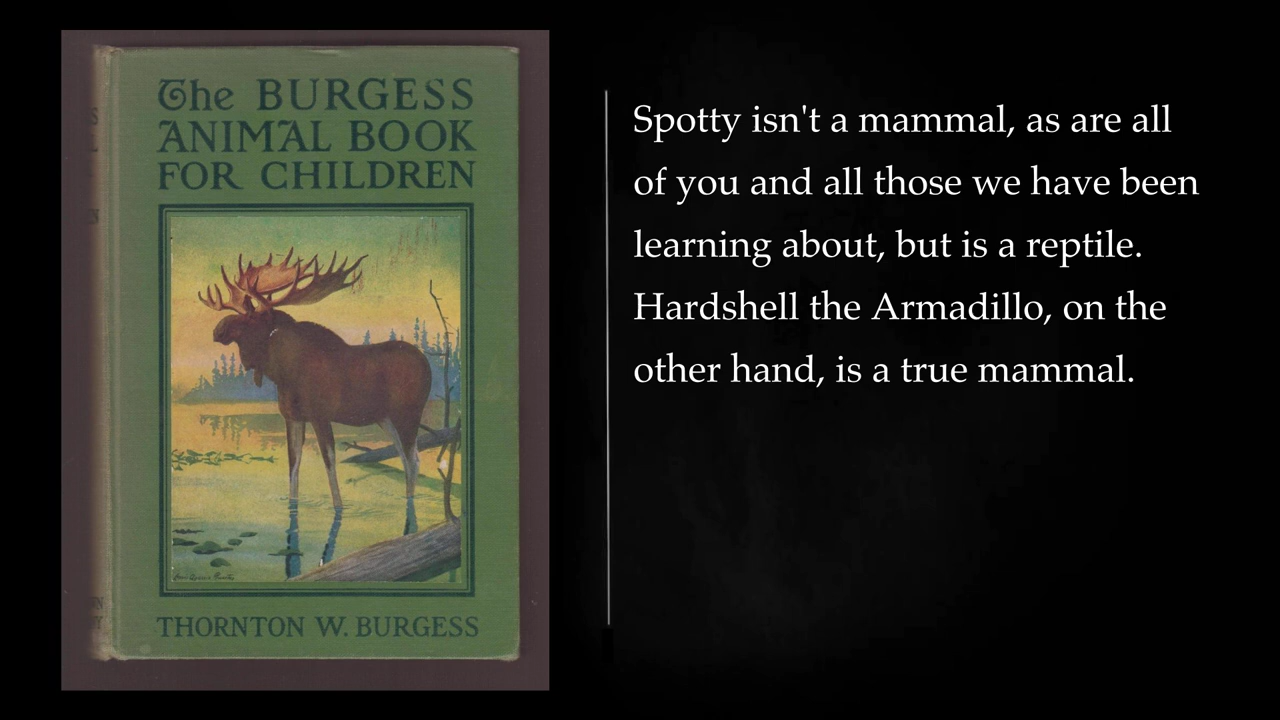 The BURGESS
ANIMAL BOOK
FOR CHILDREN
THORNTON W. BURGESS
Spotty isn't a mammal, as are all
of you and all those we have been
learning about, but is a reptile.
Hardshell the Armadillo, on the
other hand, is a true mammal.